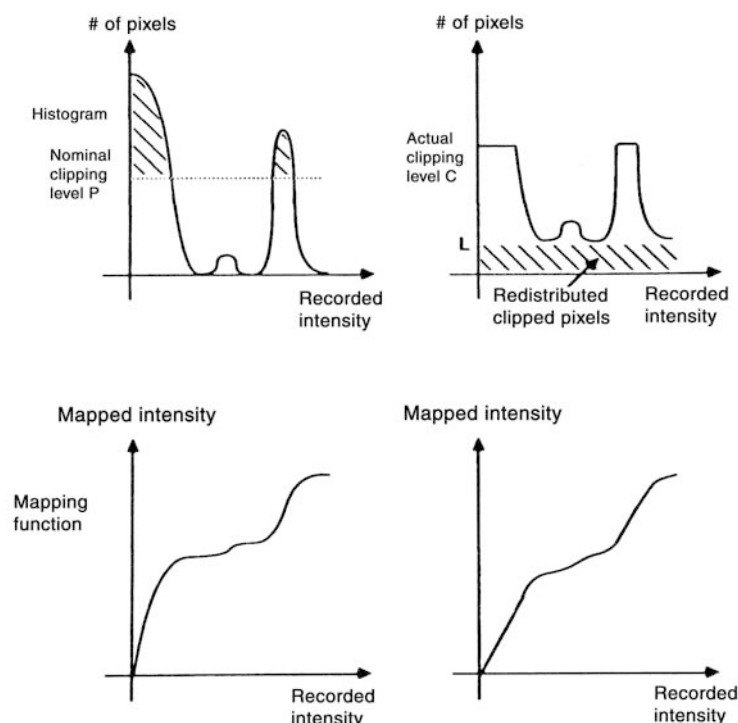 # of pixels
Histogram
Nominal
clipping
level P
Recorded
intensity
# of pixels
Actual
clipping
level C
L
Redistributed
clipped pixels
Recorded
intensity
Mapped intensity
Mapping
function
Recorded
intensity
Mapped intensity
Recorded
intensity